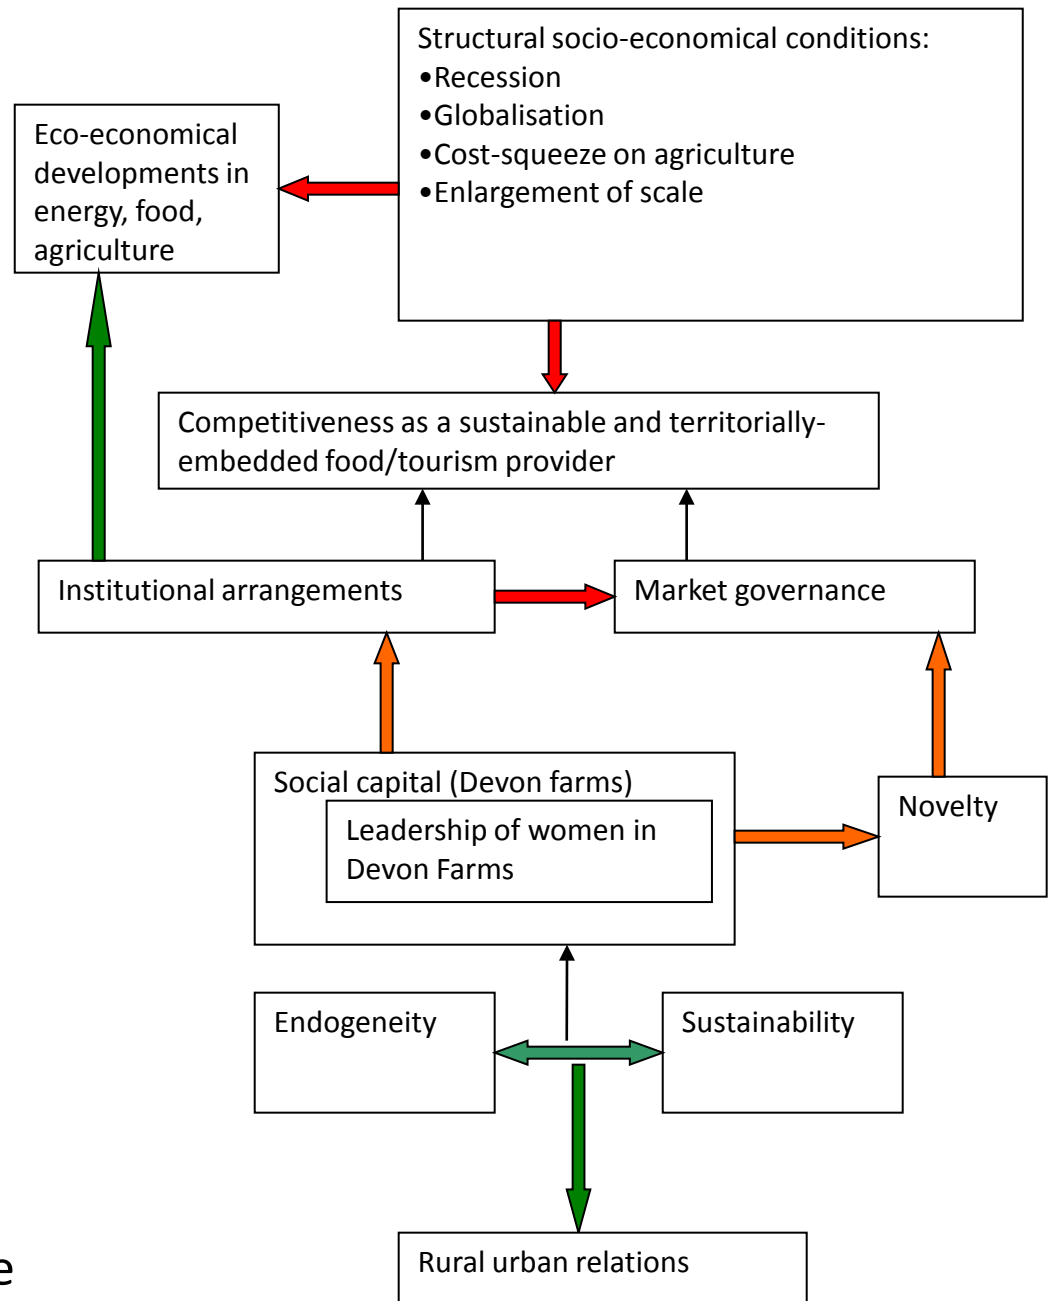 Structural socio-economical conditions:
•Recession
•Globalisation
•Cost-squeeze on agriculture
•Enlargement of scale
Eco-economical
developments in
energy, food,
agriculture
Competitiveness as a sustainable and territorially-
embedded food/tourism provider
Institutional arrangements
Market governance
Social capital (Devon farms)
Leadership of women in
Devon Farms
Novelty
Endogeneity
Sustainability
Rural urban relations
e